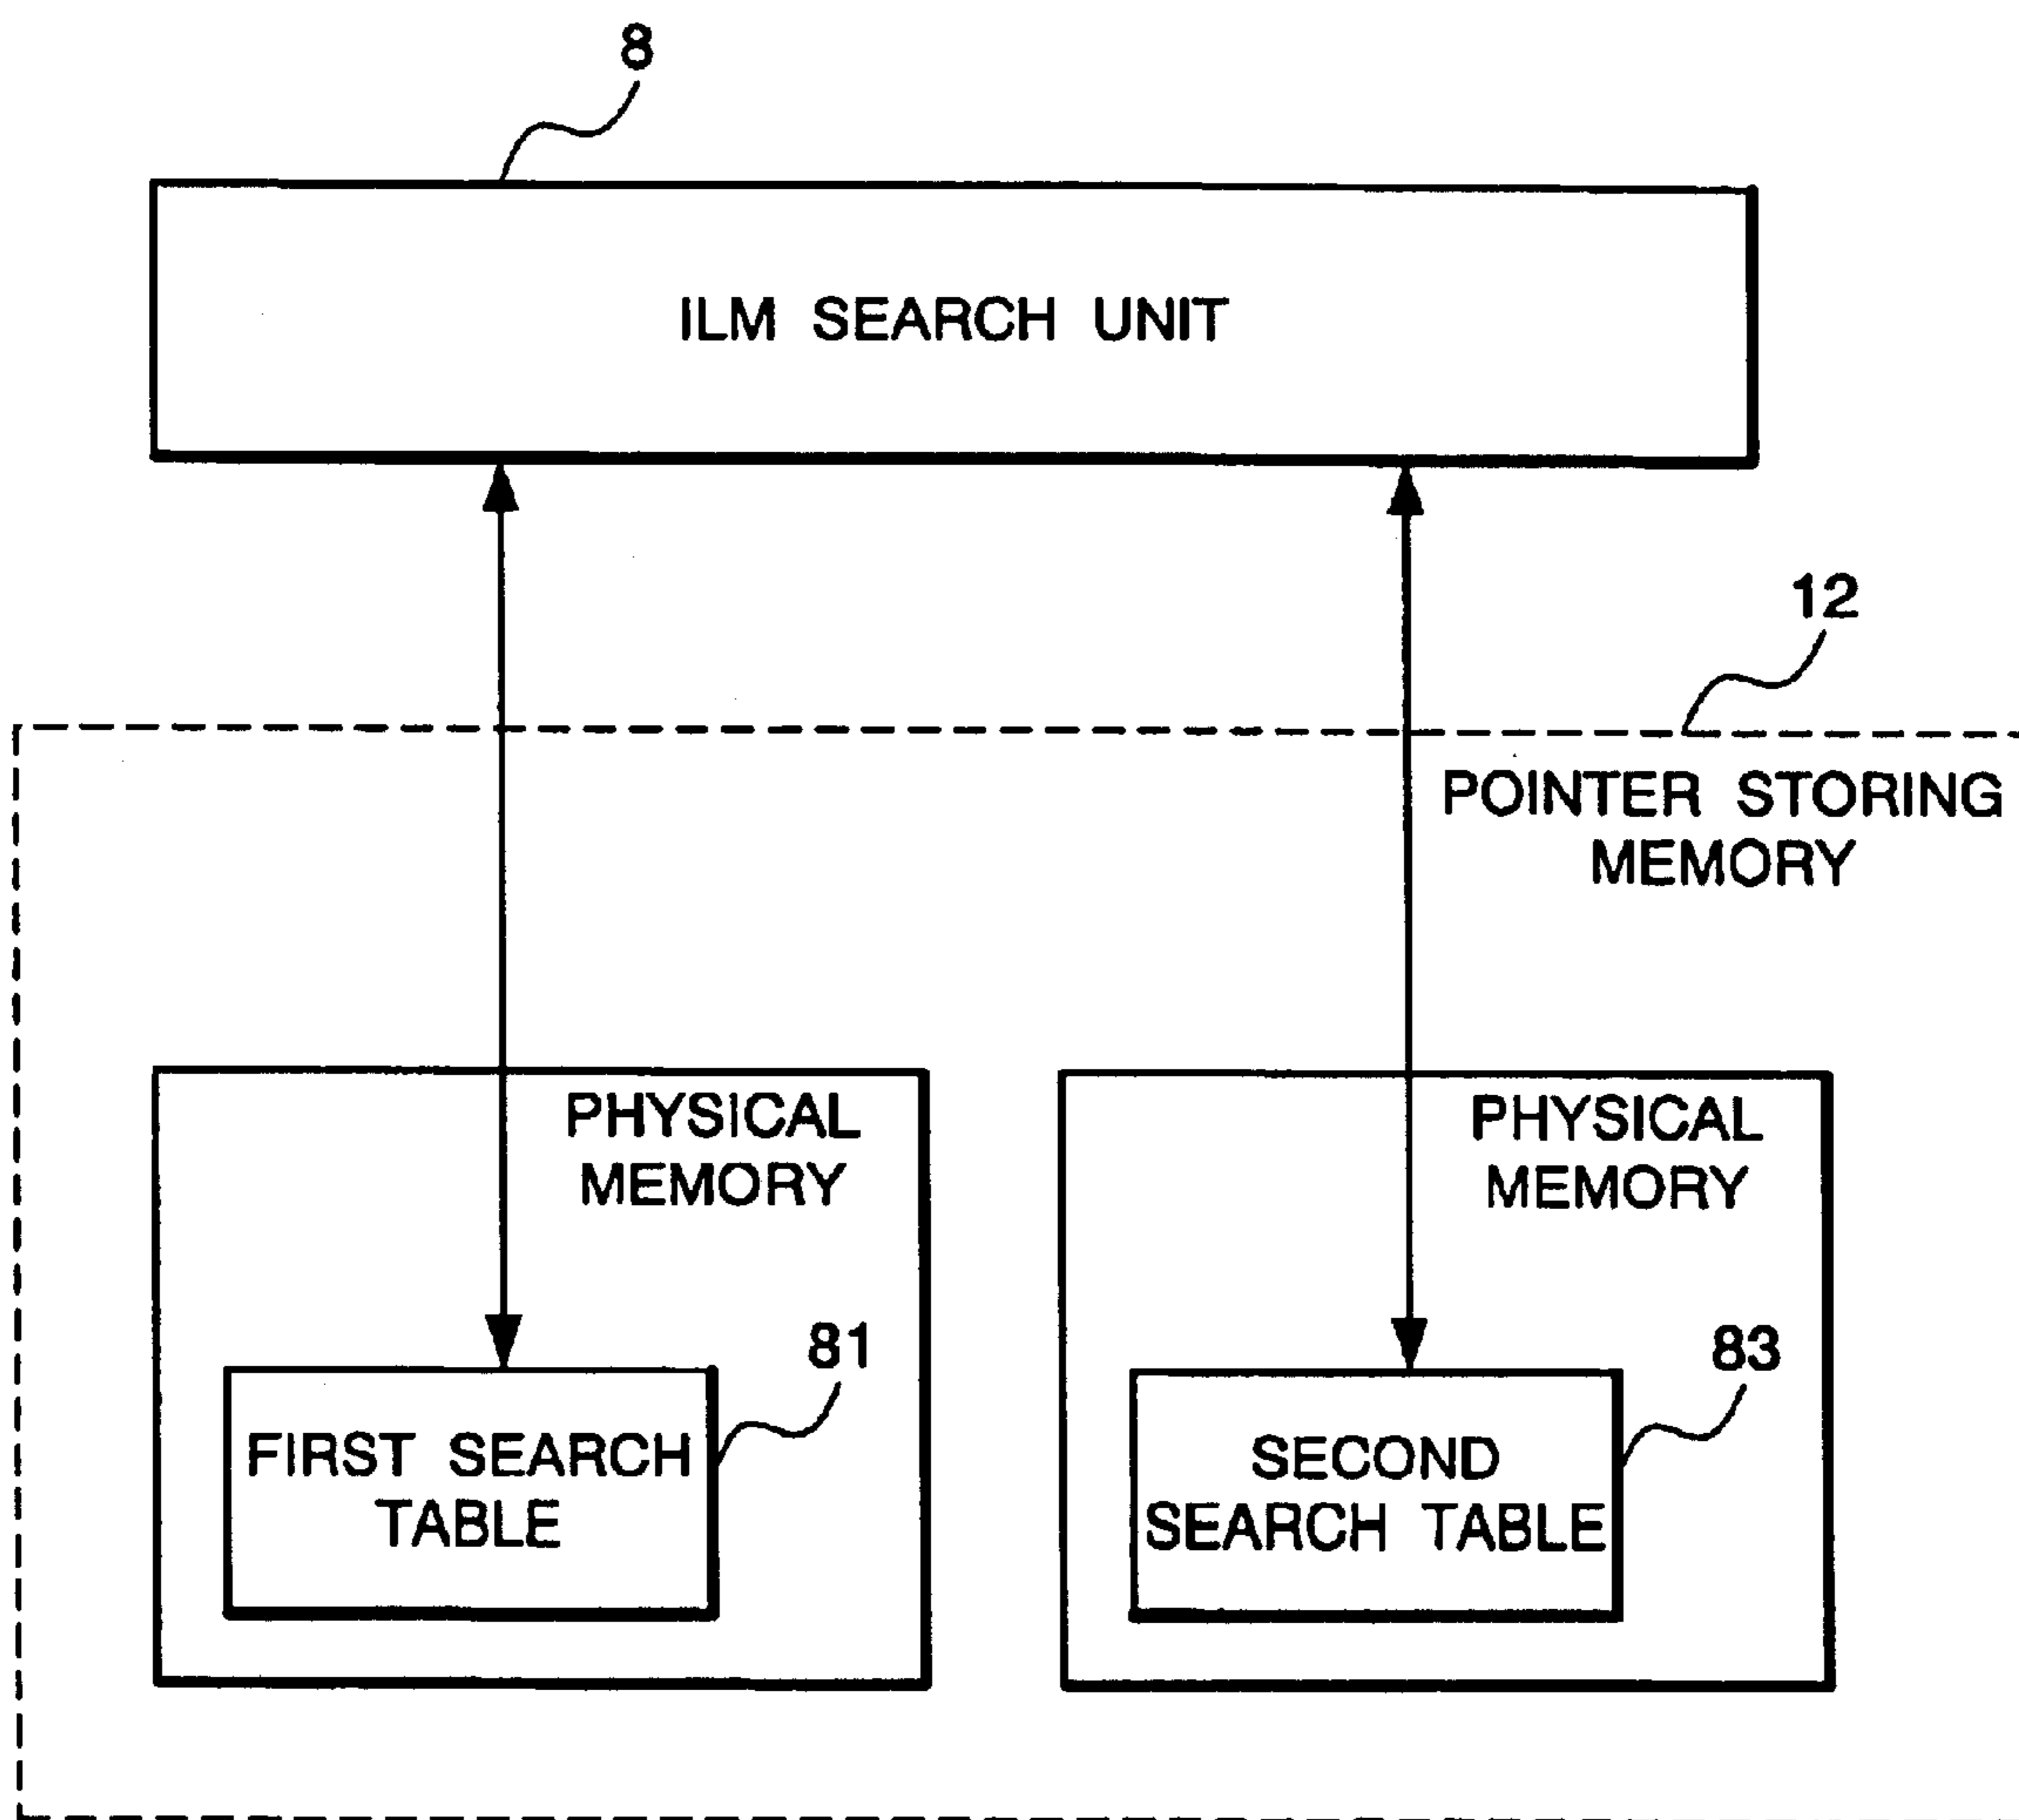 8
ILM SEARCH UNIT
12
POINTER STORING
MEMORY
PHYSICAL
MEMORY
PHYSICAL
MEMORY
81
FIRST SEARCH
TABLE
83
SECOND
SEARCH TABLE